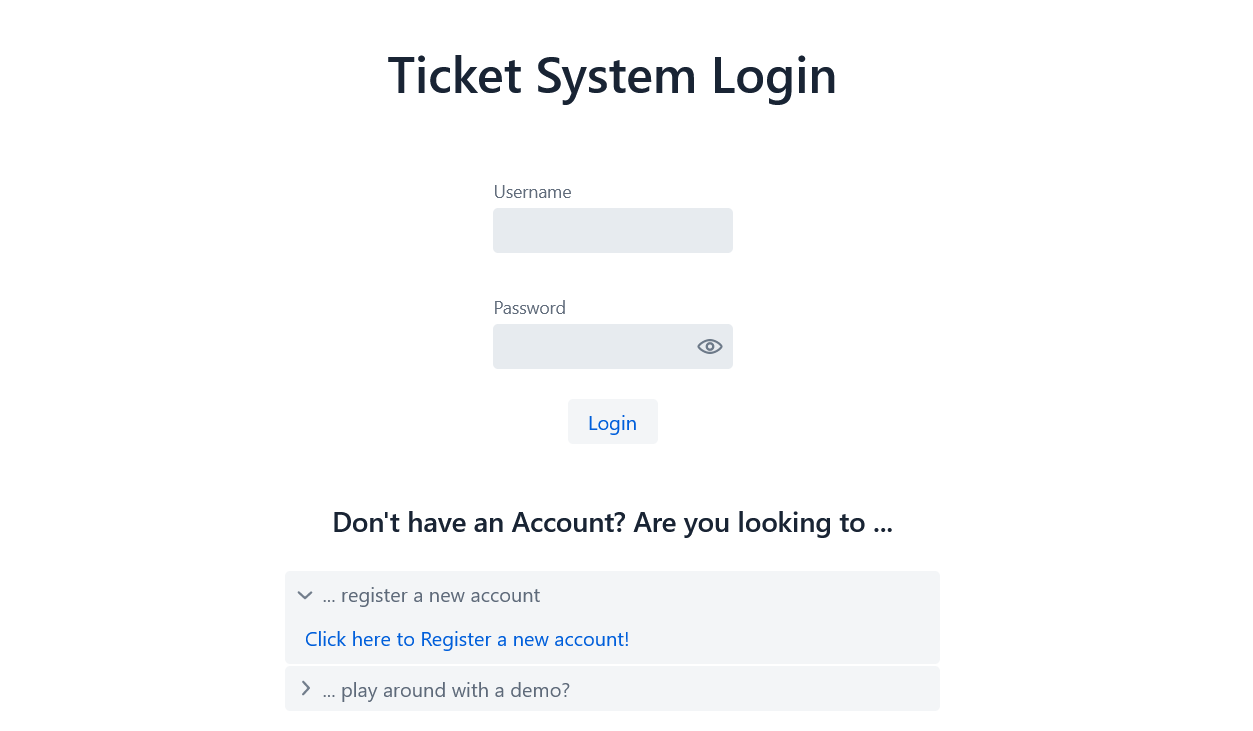 Ticket System Login
Username
Password
Login
Don't have an Account? Are you looking to ...
... register a new account
Click here to Register a new account!
... play around with a demo?